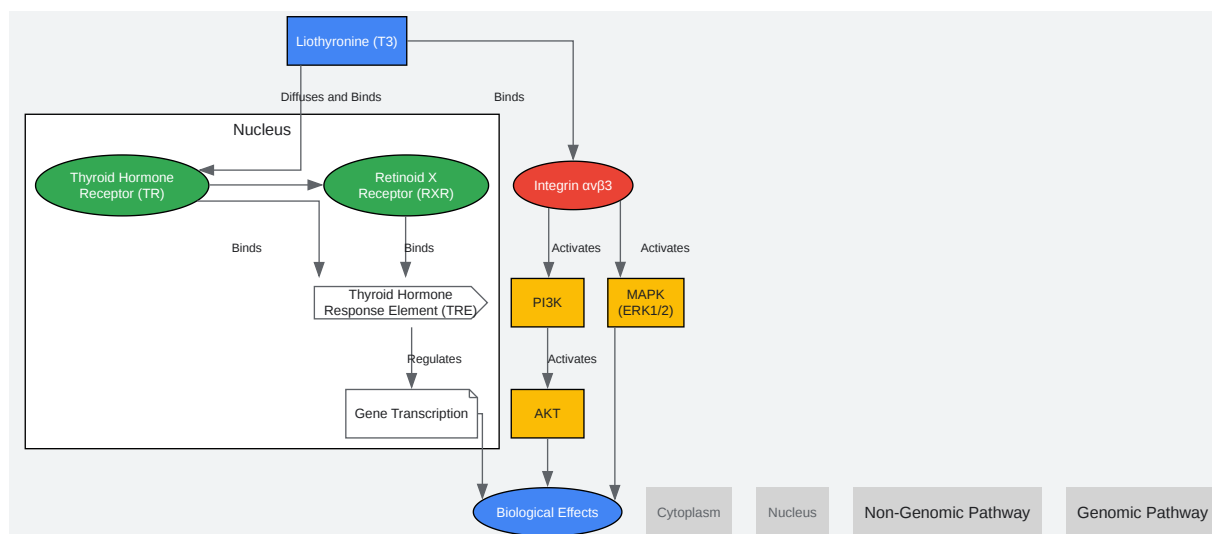 Liothyronine (T3)
Diffuses and Binds
Binds
Nucleus
Thyroid Hormone
Receptor (TR)
Retinoid X
Receptor (RXR)
Integrin αvβ3
Binds
Binds
Activates
Activates
Thyroid Hormone
Response Element (TRE)
PI3K
MAPK
(ERK1/2)
Regulates
Activates
Gene Transcription
AKT
Biological Effects
Cytoplasm
Nucleus
Non-Genomic Pathway
Genomic Pathway